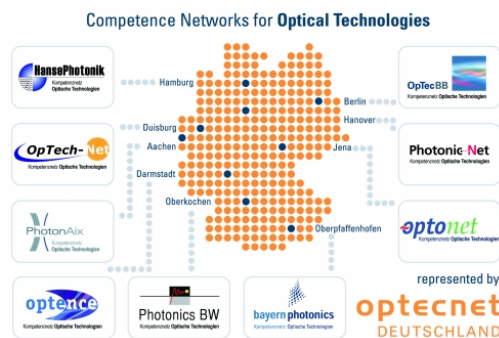 Competence Networks for Optical Technologies
HansePhotonik
Kompetenznetz Optische Technologien
Hamburg
Berlin
OpTecBB
Kompetenznetz Optische Technologien
Hanover
Duisburg
OpTech-Net
Kompetenznetz Optische Technologien
Aachen
Jena
Photonic Net
Kompetenznetz Optische Technologien
Darmstadt
PhotonAix
Kompetenznetz
Optische Technologien
Oberkochen
Oberpfaffenhofen
optonet
Kompetenznetz Optische Technologien
optence
Kompetenznetz Optische Technologien
Photonics BW
Kompetenznetz Optische Technologien
bayern photonics
Kompetenznetz Optische Technologien
represented by
optecnet
DEUTSCHLAND